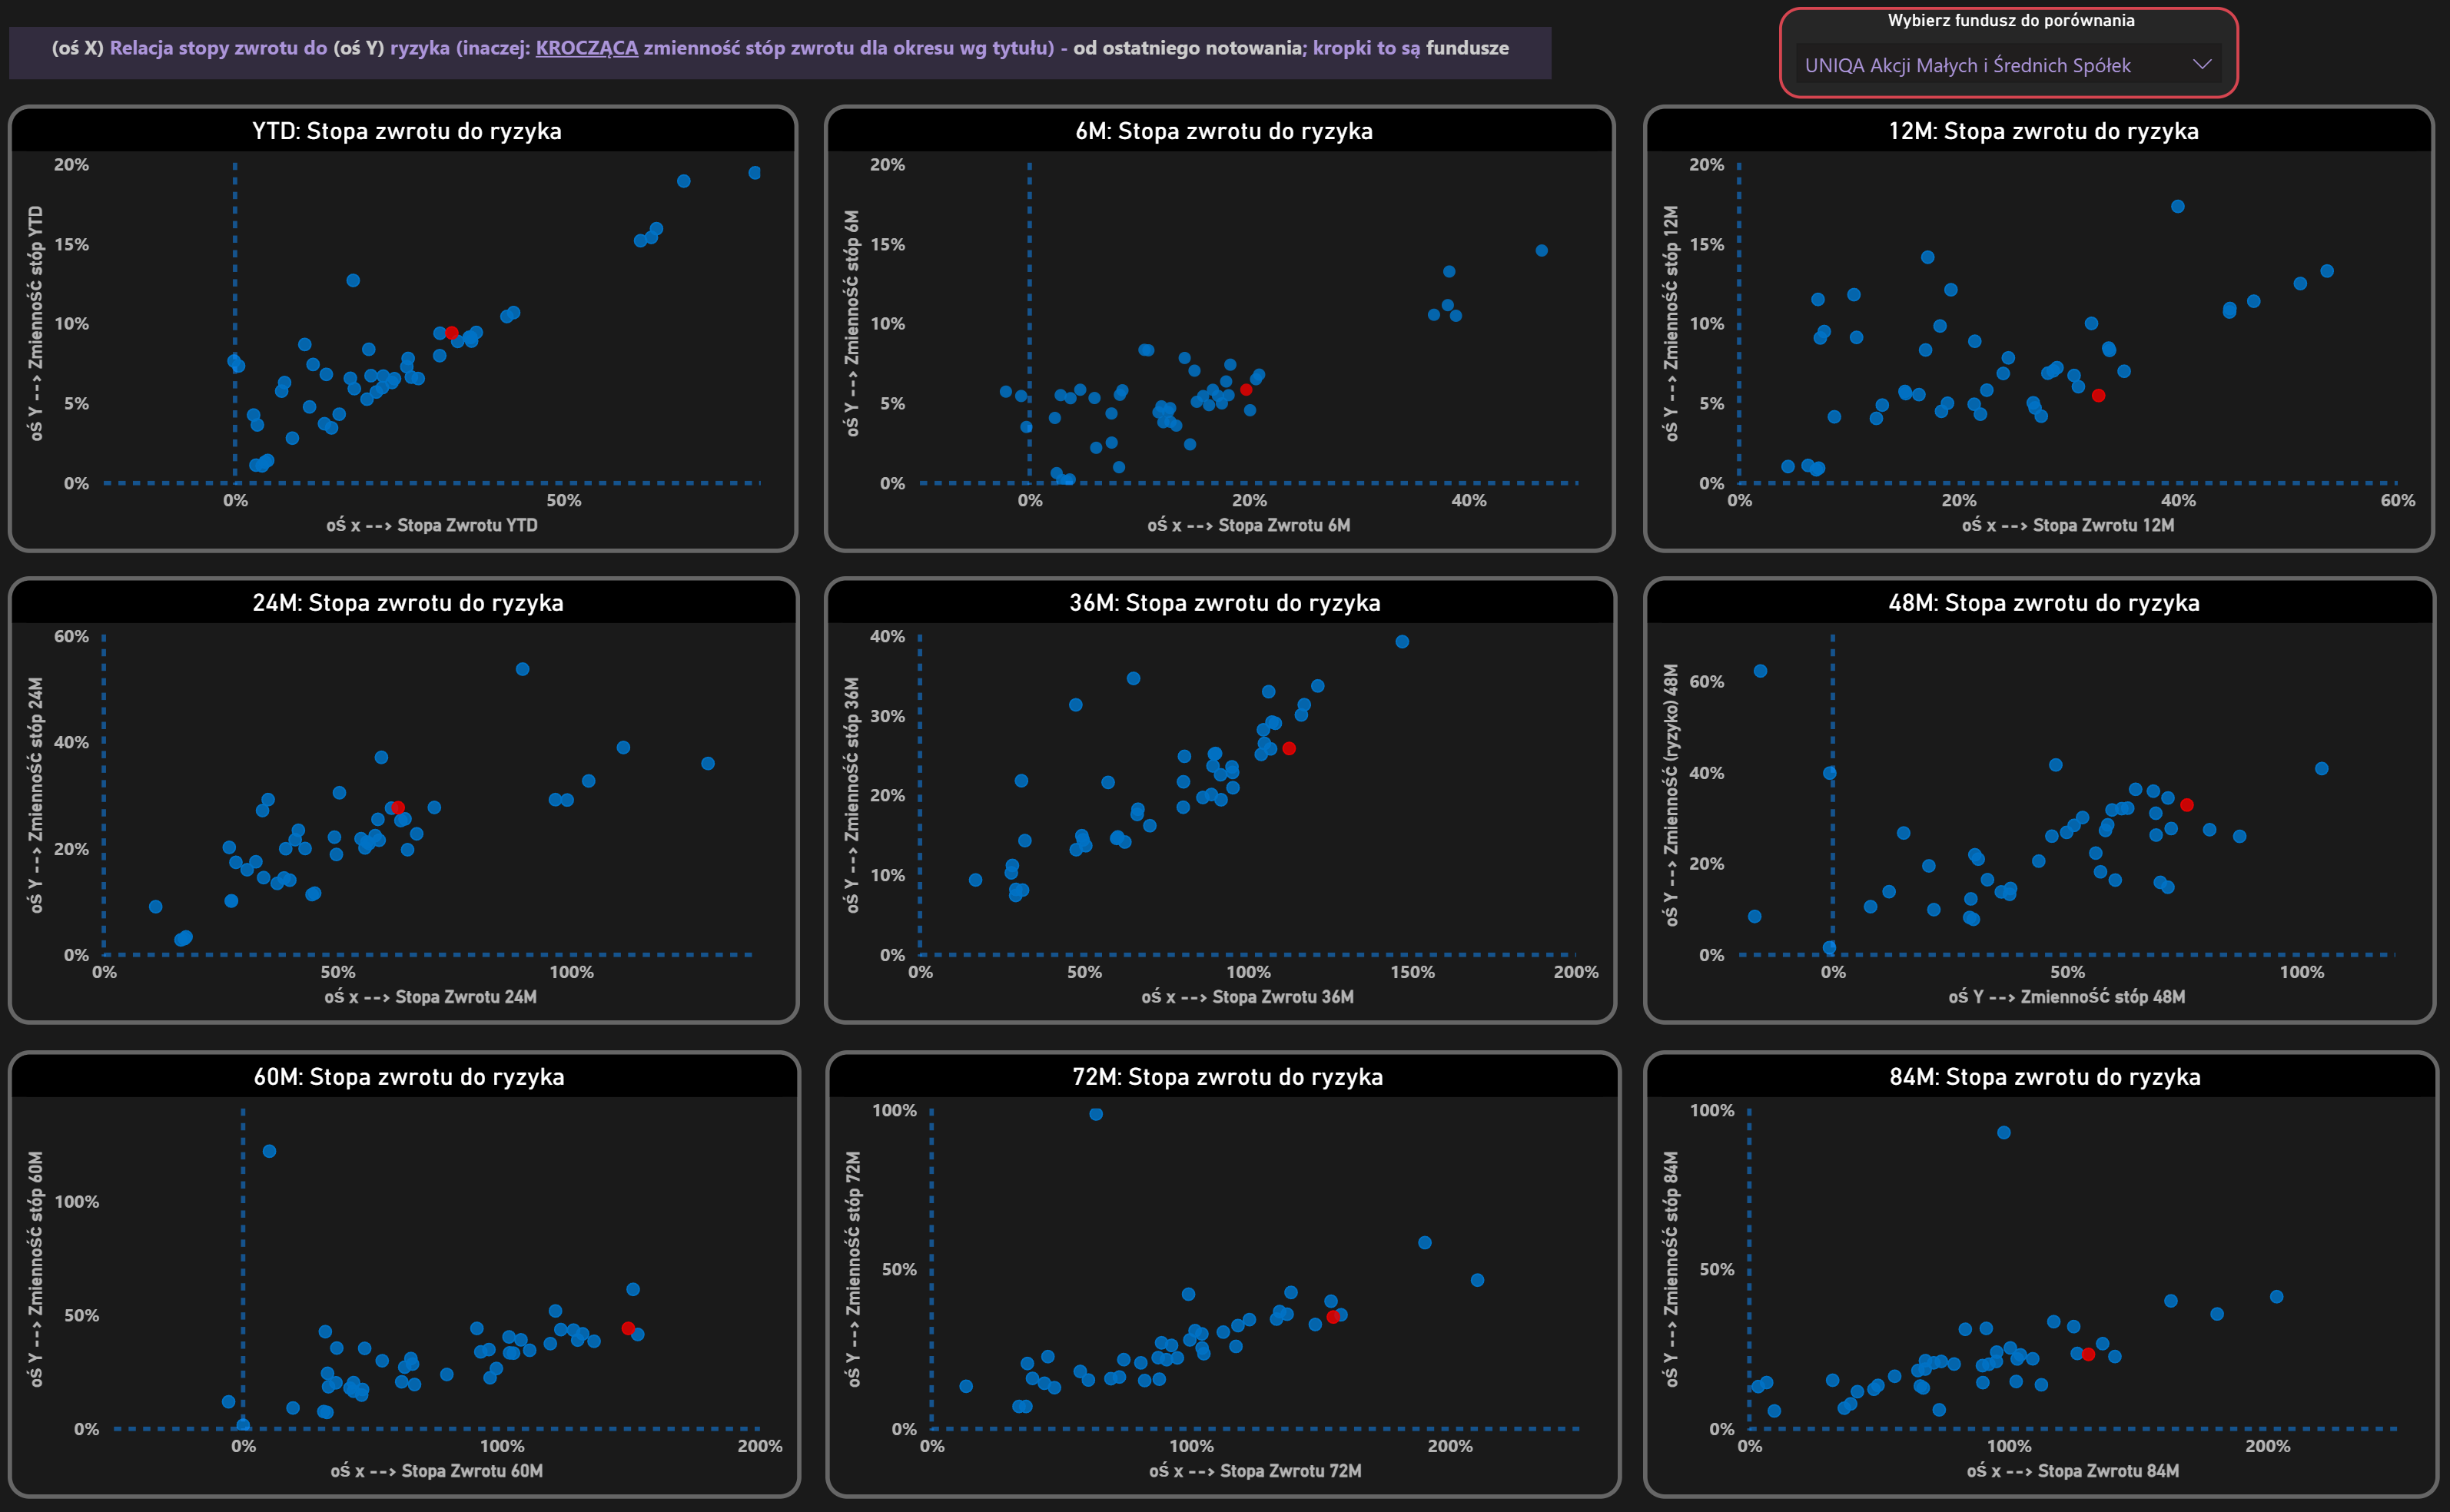 (oś X) Relacja stopy zwrotu do (oś Y) ryzyka (inaczej: KROCZĄCA zmienność stóp zwrotu dla okresu wg tytułu) - od ostatniego notowania; kropki to są fundusze
Wybierz fundusz do porównania
UNIQA Akcji Małych i Średnich Spółek
YTD: Stopa zwrotu do ryzyka
oś Y --> Zmienność stóp YTD
20%
15%
10%
5%
0%
0% 50%
oś x --> Stopa Zwrotu YTD
6M: Stopa zwrotu do ryzyka
oś Y --> Zmienność stóp 6M
20%
15%
10%
5%
0%
0% 20% 40%
oś x --> Stopa Zwrotu 6M
12M: Stopa zwrotu do ryzyka
oś Y --> Zmienność stóp 12M
20%
15%
10%
5%
0%
0% 20% 40% 60%
oś x --> Stopa Zwrotu 12M
24M: Stopa zwrotu do ryzyka
oś Y --> Zmienność stóp 24M
60%
40%
20%
0%
0% 50% 100%
oś x --> Stopa Zwrotu 24M
36M: Stopa zwrotu do ryzyka
oś Y --> Zmienność stóp 36M
40%
30%
20%
10%
0%
0% 50% 100% 150% 200%
oś x --> Stopa Zwrotu 36M
48M: Stopa zwrotu do ryzyka
oś Y --> Zmienność (ryzyko) 48M
60%
40%
20%
0%
0% 50% 100%
oś Y --> Zmienność stóp 48M
60M: Stopa zwrotu do ryzyka
oś Y --> Zmienność stóp 60M
100%
50%
0%
0% 100% 200%
oś x --> Stopa Zwrotu 60M
72M: Stopa zwrotu do ryzyka
oś Y --> Zmienność stóp 72M
100%
50%
0%
0% 100% 200%
oś x --> Stopa Zwrotu 72M
84M: Stopa zwrotu do ryzyka
oś Y --> Zmienność stóp 84M
100%
50%
0%
0% 100% 200%
oś x --> Stopa Zwrotu 84M